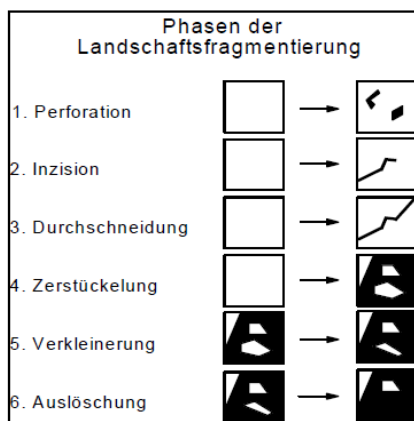 Phasen der
Landschaftsfragmentierung
1. Perforation
2. Inzision
3. Durchschneidung
4. Zerstückelung
5. Verkleinerung
6. Auslöschung